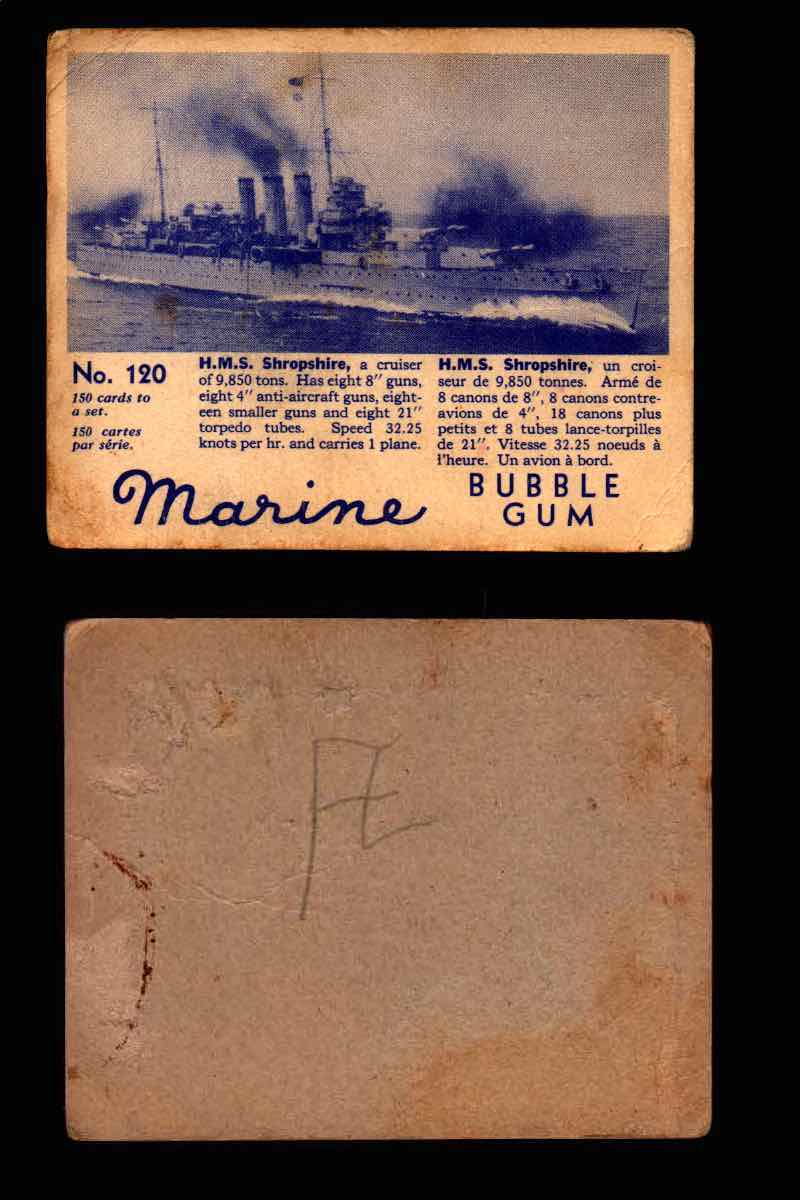 No. 120
150 cards to
a set.
150 cartes
par série.
H.M.S. Shropshire, a cruiser
of 9,850 tons. Has eight 8″ guns,
eight 4″ anti-aircraft guns, eight-
een smaller guns and eight 21″
torpedo tubes. Speed 32.25
knots per hr. and carries 1 plane.
H.M.S. Shropshire, un croi-
seur de 9,850 tonnes. Armé de
8 canons de 8″, 8 canons contre-
avions de 4″, 18 canons plus
petits et 8 tubes lance-torpilles
de 21″. Vitesse 32.25 noeuds à
l'heure. Un avion à bord.
Marine
BUBBLE
GUM